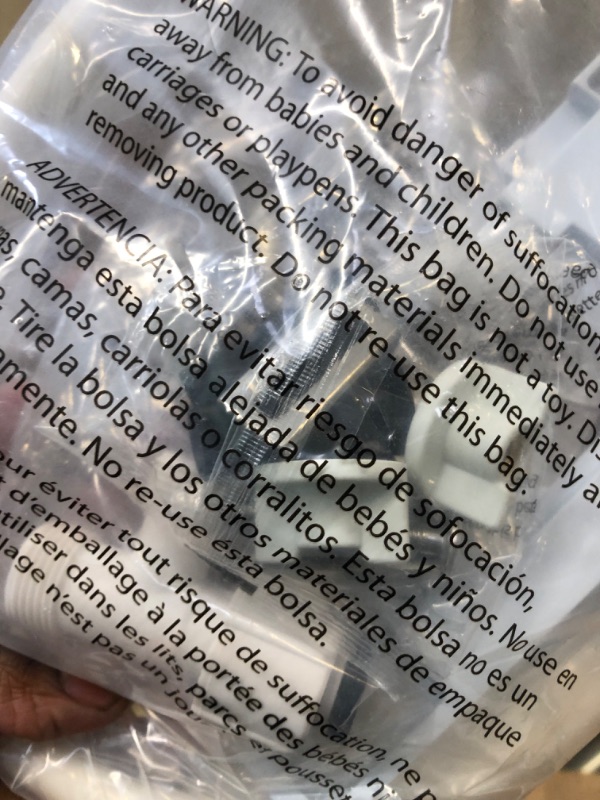 WARNING: To avoid danger of suffocation,
away from babies and children. Do not use
carriages or playpens. This bag is not a toy.
and any other packing materials immediately
removing product. Do not re-use this bag.
ADVERTENCIA: Para evitar riesgo de sofocación,
mantenga esta bolsa alejada de bebés y niños. No use en
camas, carriolas o corralitos. Esta bolsa no es un
Tire la bolsa y los otros materiales de empaque
No re-use ésta bolsa.
éviter tout risque de suffocation, ne
d'emballage à la portée des bébés
dans les lits, parcs
n'est pas un